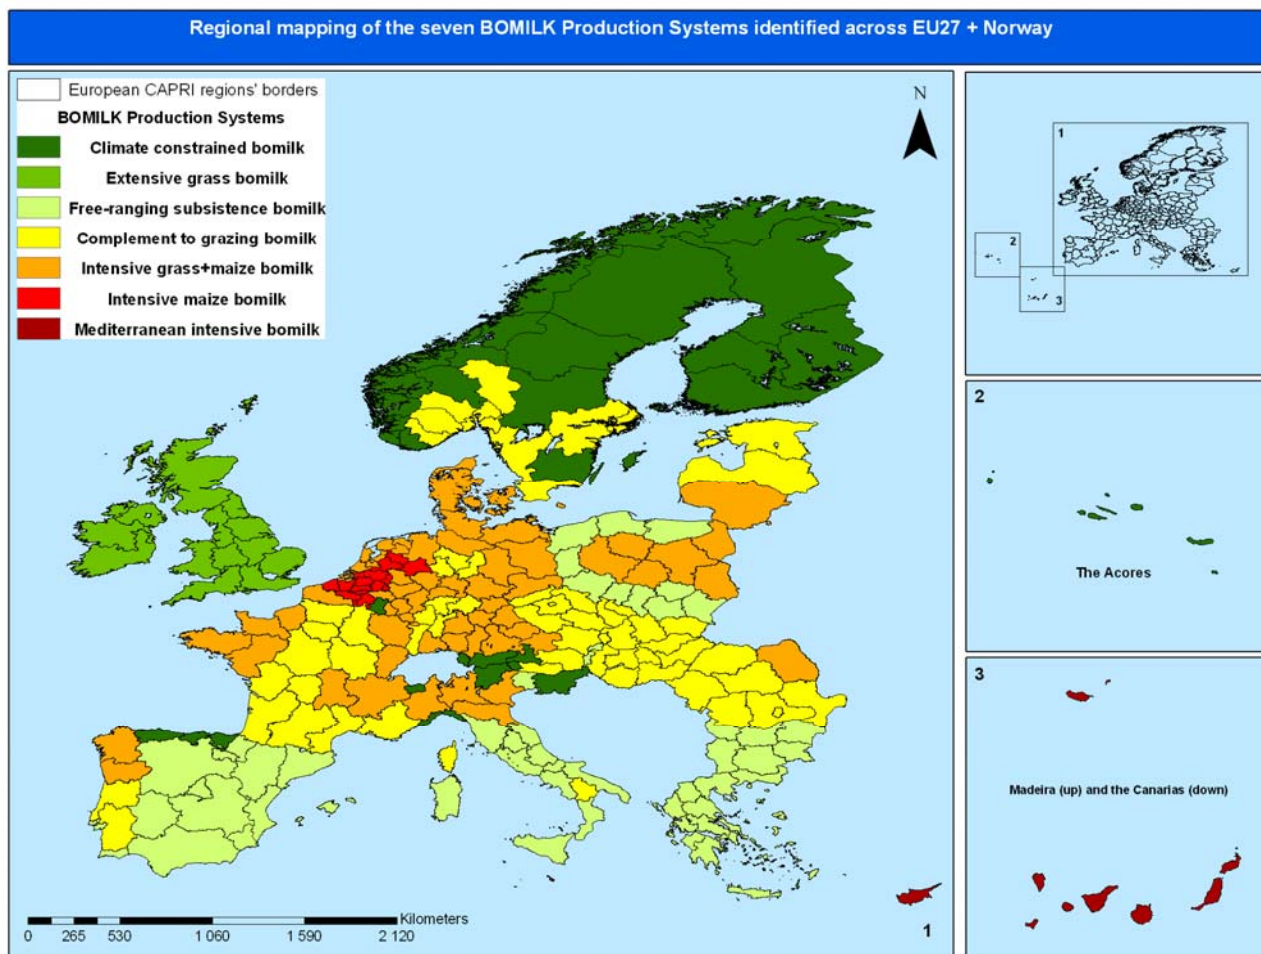 Regional mapping of the seven BOMILK Production Systems identified across EU27 + Norway
European CAPRI regions' borders
BOMILK Production Systems
Climate constrained bomilk
Extensive grass bomilk
Free-ranging subsistence bomilk
Complement to grazing bomilk
Intensive grass+maize bomilk
Intensive maize bomilk
Mediterranean intensive bomilk
N
Kilometers
0 265 530 1 060 1 590 2 120
1
1
2
3
2
The Acores
3
Madeira (up) and the Canarias (down)